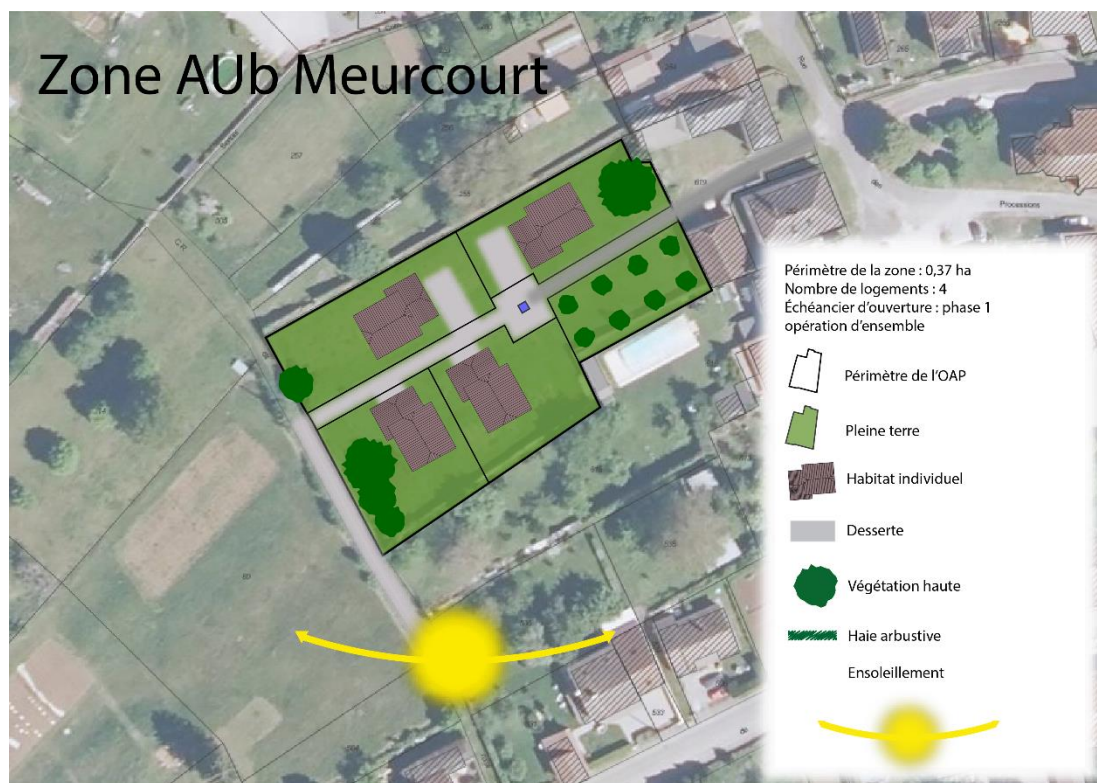 Zone AUb Meurcourt
Processions
Périmètre de la zone : 0,37 ha
Nombre de logements : 4
Échéancier d'ouverture : phase 1
opération d'ensemble
Périmètre de l'OAP
Pleine terre
Habitat individuel
Desserte
Végétation haute
Haie arbustive
Ensoleillement